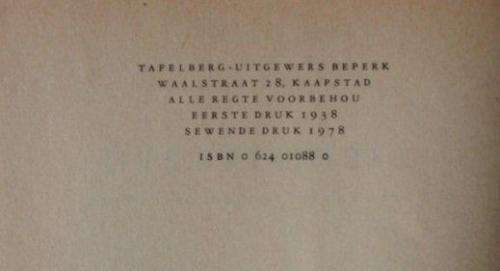 TAFELBERG-UITGEWERS BEPERK
WAALSTRAAT 28, KAAPSTAD
ALLE REGTE VOORBEHOU
EERSTE DRUK 1938
SEWENDE DRUK 1978
ISBN 0 624 01088 0